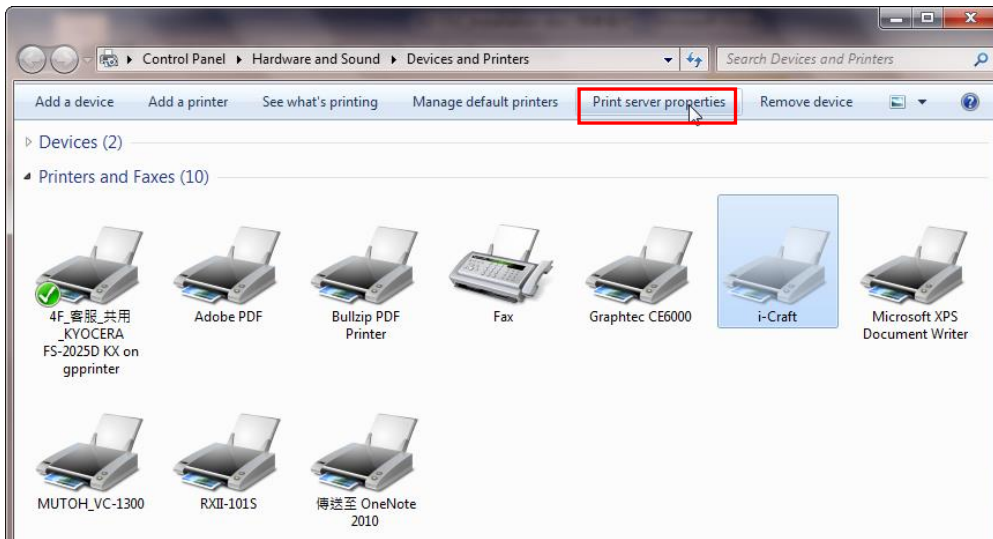 Control Panel ▸ Hardware and Sound ▸ Devices and Printers
Search Devices and Printers
Add a device Add a printer See what's printing Manage default printers Print server properties Remove device
Devices (2)
Printers and Faxes (10)
4F_客服_共用
_KYOCERA
FS-2025D KX on
gpprinter
Adobe PDF
Bullzip PDF
Printer
Fax
Graphtec CE6000
i-Craft
Microsoft XPS
Document Writer
MUTOH_VC-1300
RXII-101S
傳送至 OneNote
2010